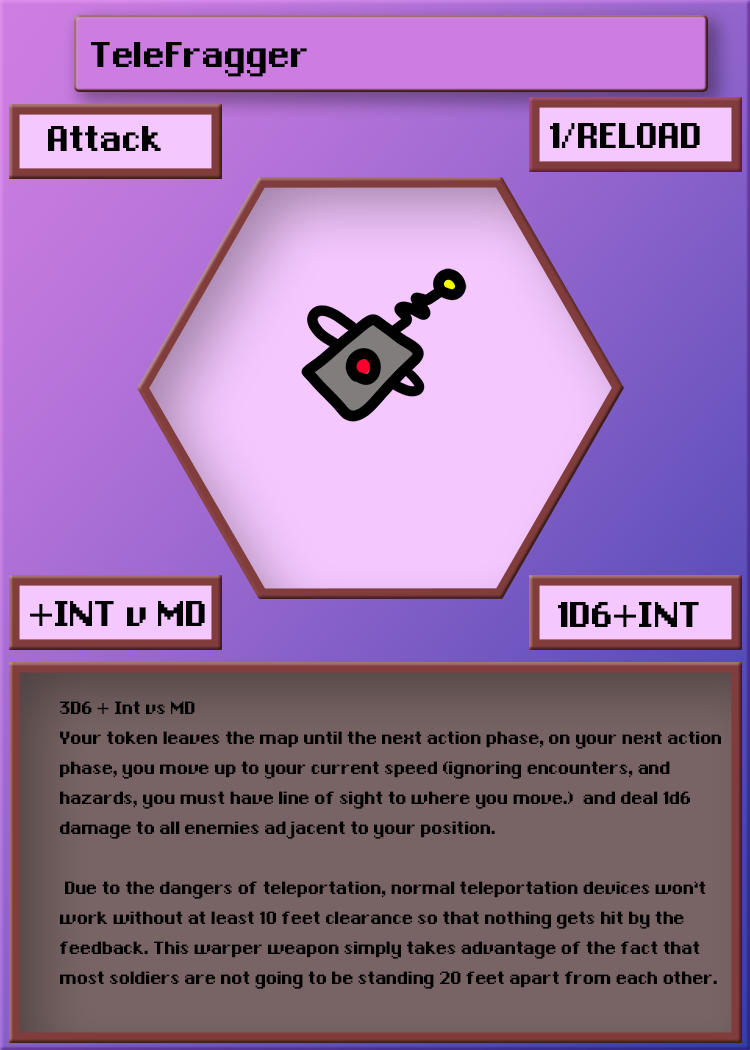 TeleFragger
Attack
1/RELOAD
+INT v MD
1D6+INT
3D6 + Int vs MD
Your token leaves the map until the next action phase, on your next action
phase, you move up to your current speed (ignoring encounters, and
hazards, you must have line of sight to where you move.)  and deal 1d6
damage to all enemies adjacent to your position.
Due to the dangers of teleportation, normal teleportation devices won't
work without at least 10 feet clearance so that nothing gets hit by the
feedback. This warper weapon simply takes advantage of the fact that
most soldiers are not going to be standing 20 feet apart from each other.